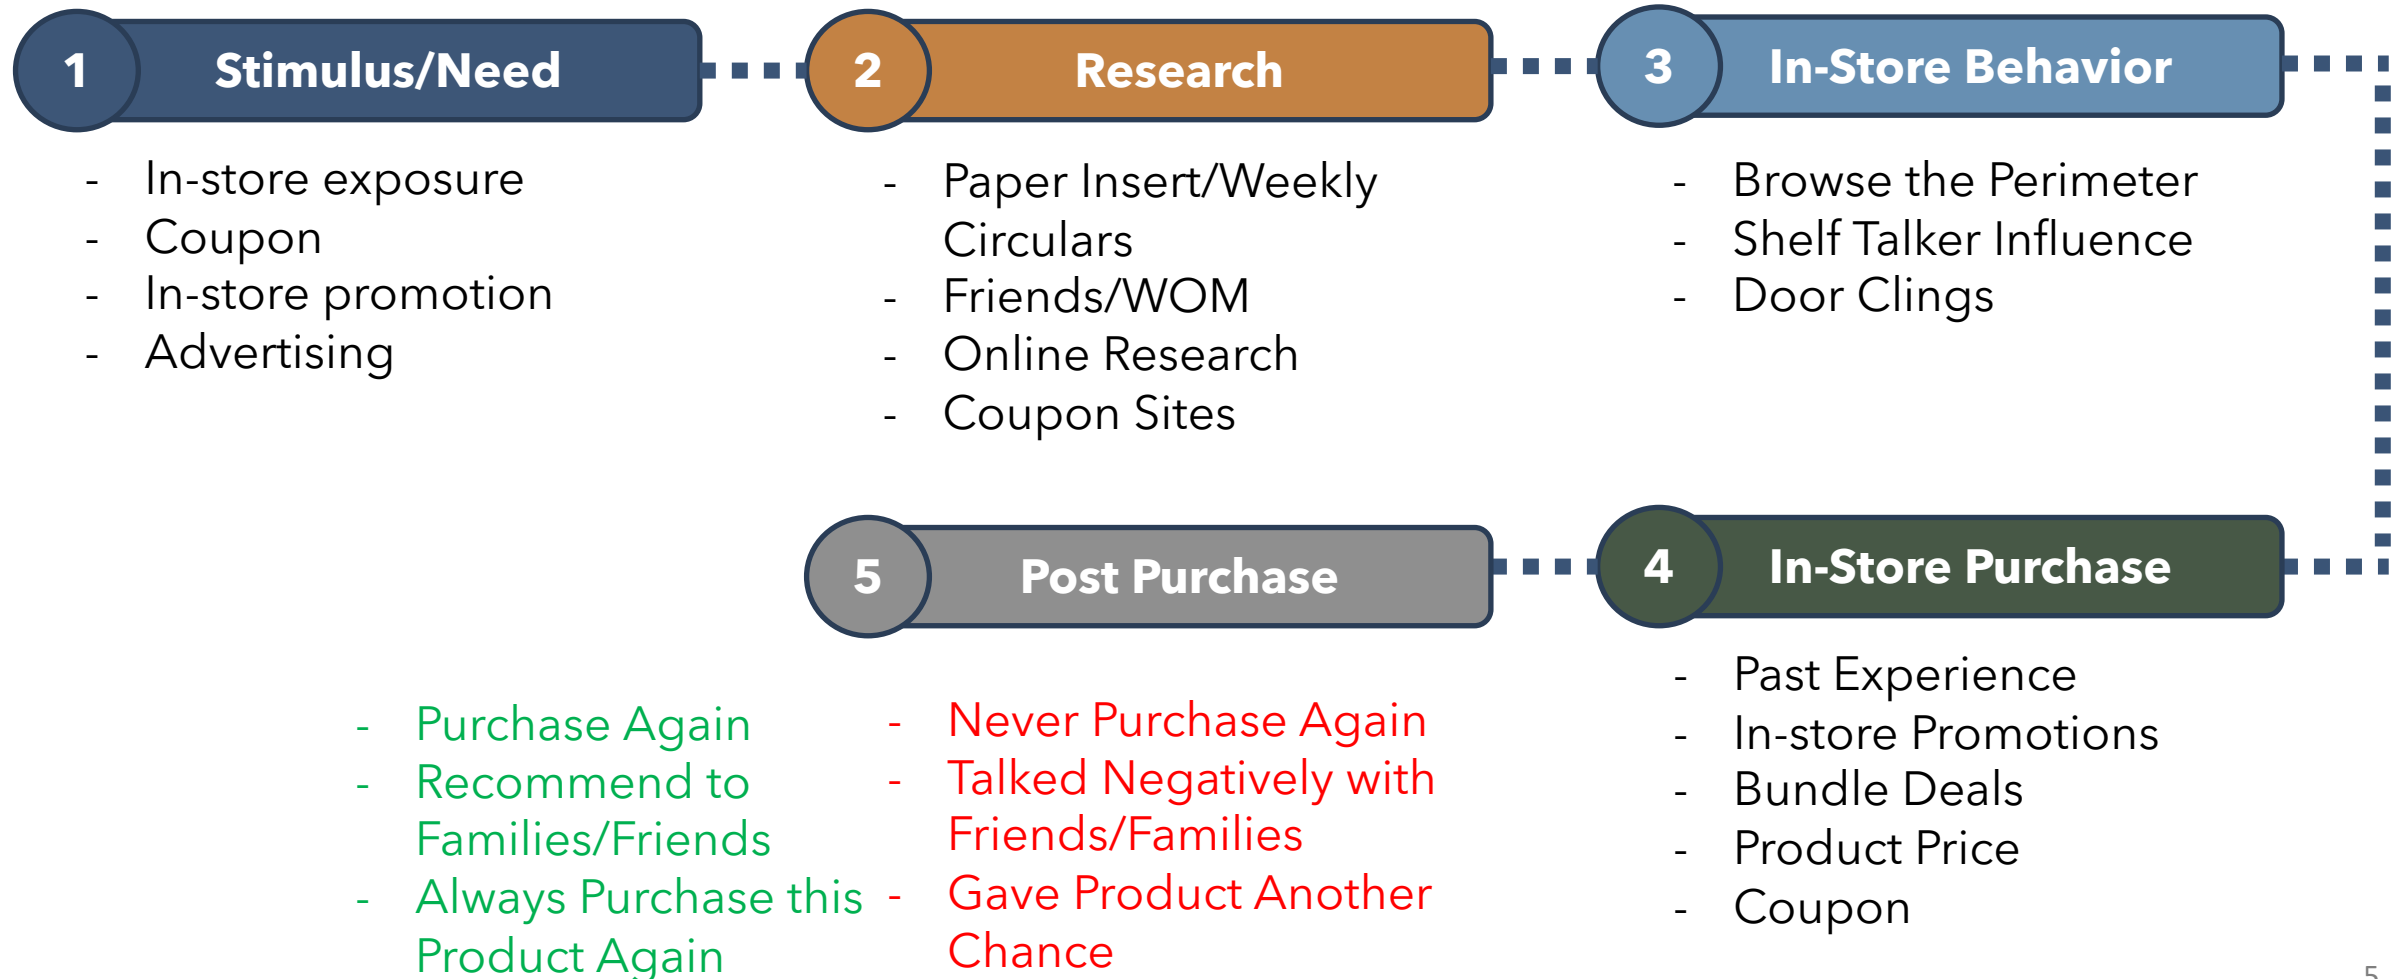 1 Stimulus/Need
- In-store exposure
- Coupon
- In-store promotion
- Advertising
2 Research
- Paper Insert/Weekly
Circulars
- Friends/WOM
- Online Research
- Coupon Sites
3 In-Store Behavior
- Browse the Perimeter
- Shelf Talker Influence
- Door Clings
4 In-Store Purchase
- Past Experience
- In-store Promotions
- Bundle Deals
- Product Price
- Coupon
5 Post Purchase
- Purchase Again
- Recommend to
Families/Friends
- Always Purchase this
Product Again
- Never Purchase Again
- Talked Negatively with
Friends/Families
- Gave Product Another
Chance
5